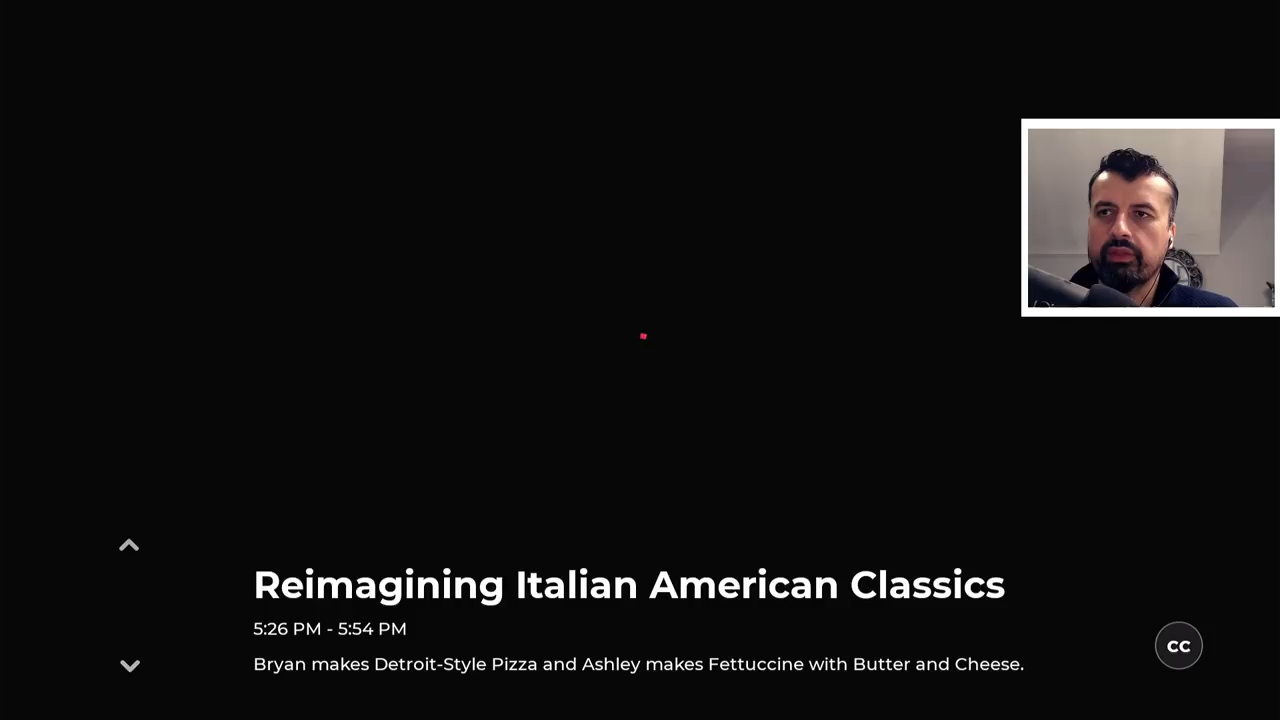 Reimagining Italian American Classics
5:26 PM - 5:54 PM
Bryan makes Detroit-Style Pizza and Ashley makes Fettuccine with Butter and Cheese.
CC